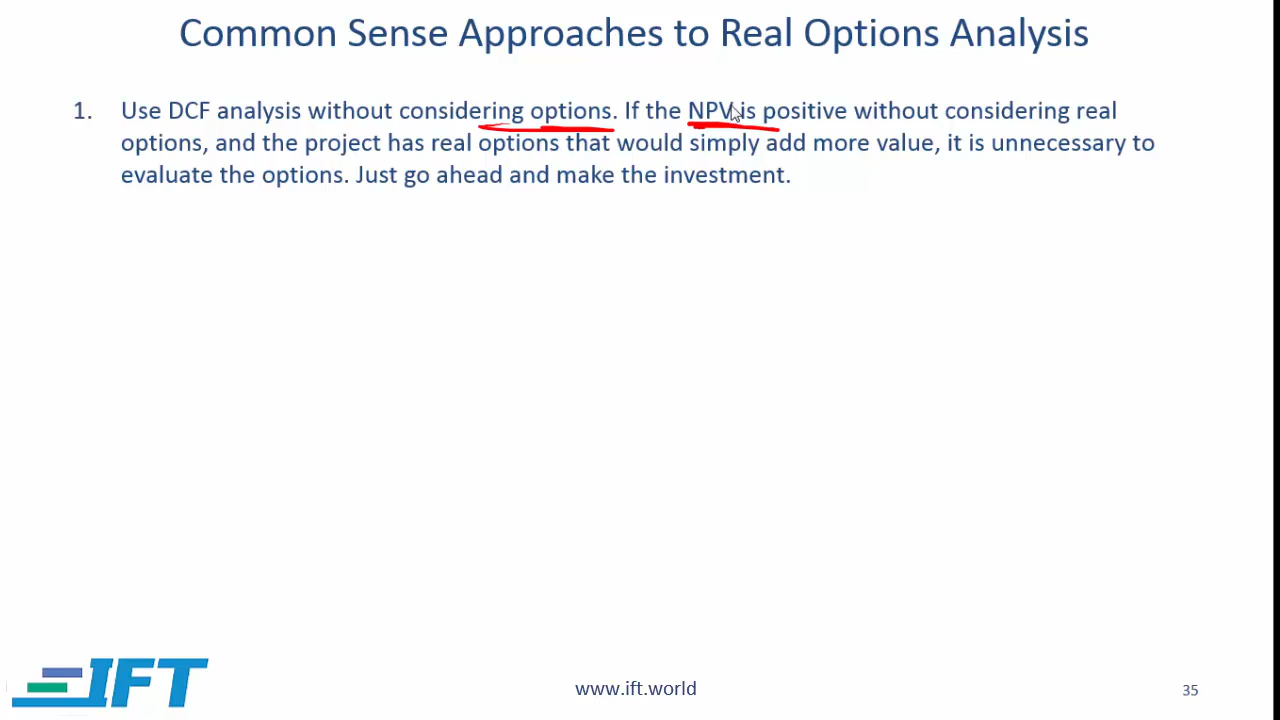 Common Sense Approaches to Real Options Analysis
1. Use DCF analysis without considering options. If the NPV is positive without considering real
options, and the project has real options that would simply add more value, it is unnecessary to
evaluate the options. Just go ahead and make the investment.
IFT
www.ift.world
35